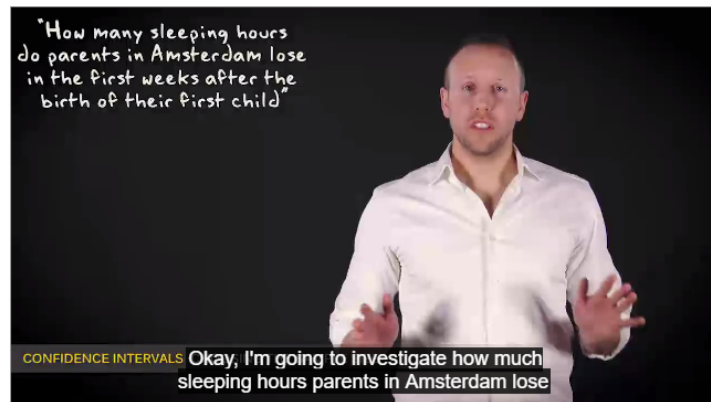 "How many sleeping hours
do parents in Amsterdam lose
in the first weeks after the
birth of their first child"
CONFIDENCE INTERVALS
Okay, I'm going to investigate how much
sleeping hours parents in Amsterdam lose